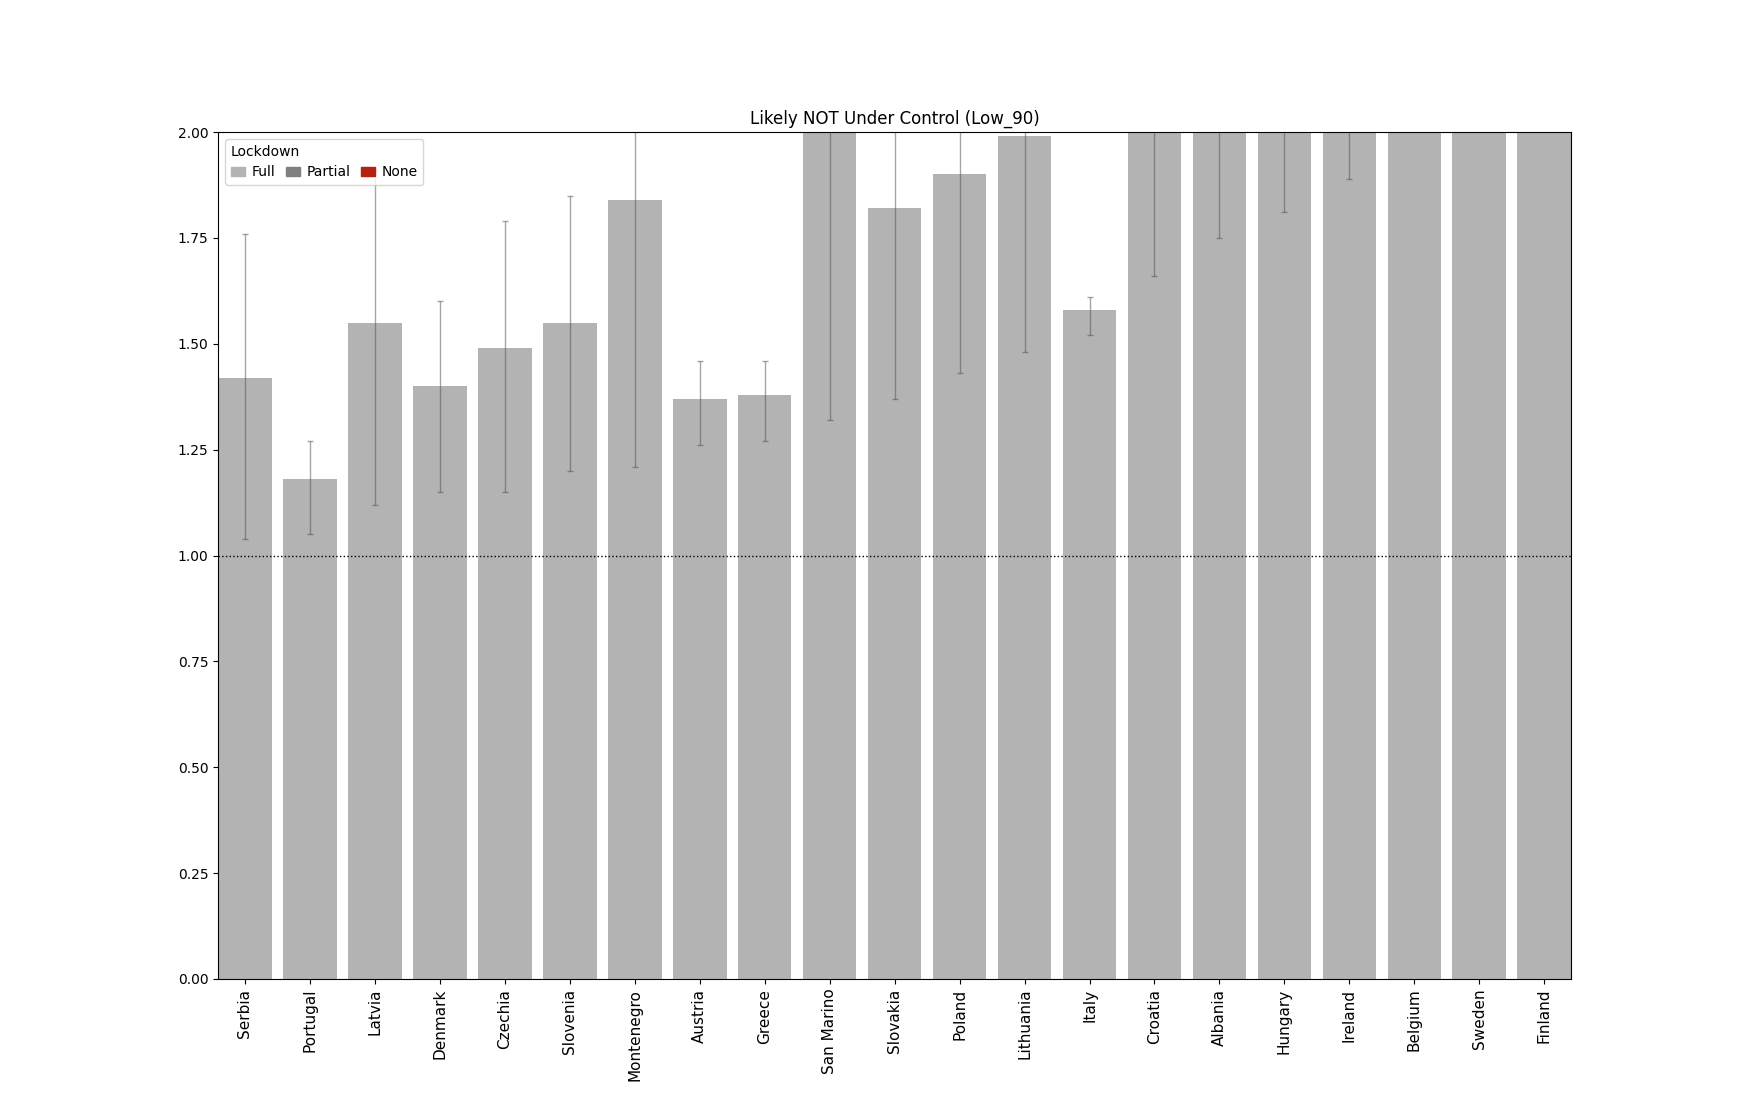 Likely NOT Under Control (Low_90)
2.00
1.75
1.50
1.25
1.00
0.75
0.50
0.25
0.00
Lockdown
Full Partial None
Serbia
Portugal
Latvia
Denmark
Czechia
Slovenia
Montenegro
Austria
Greece
San Marino
Slovakia
Poland
Lithuania
Italy
Croatia
Albania
Hungary
Ireland
Belgium
Sweden
Finland